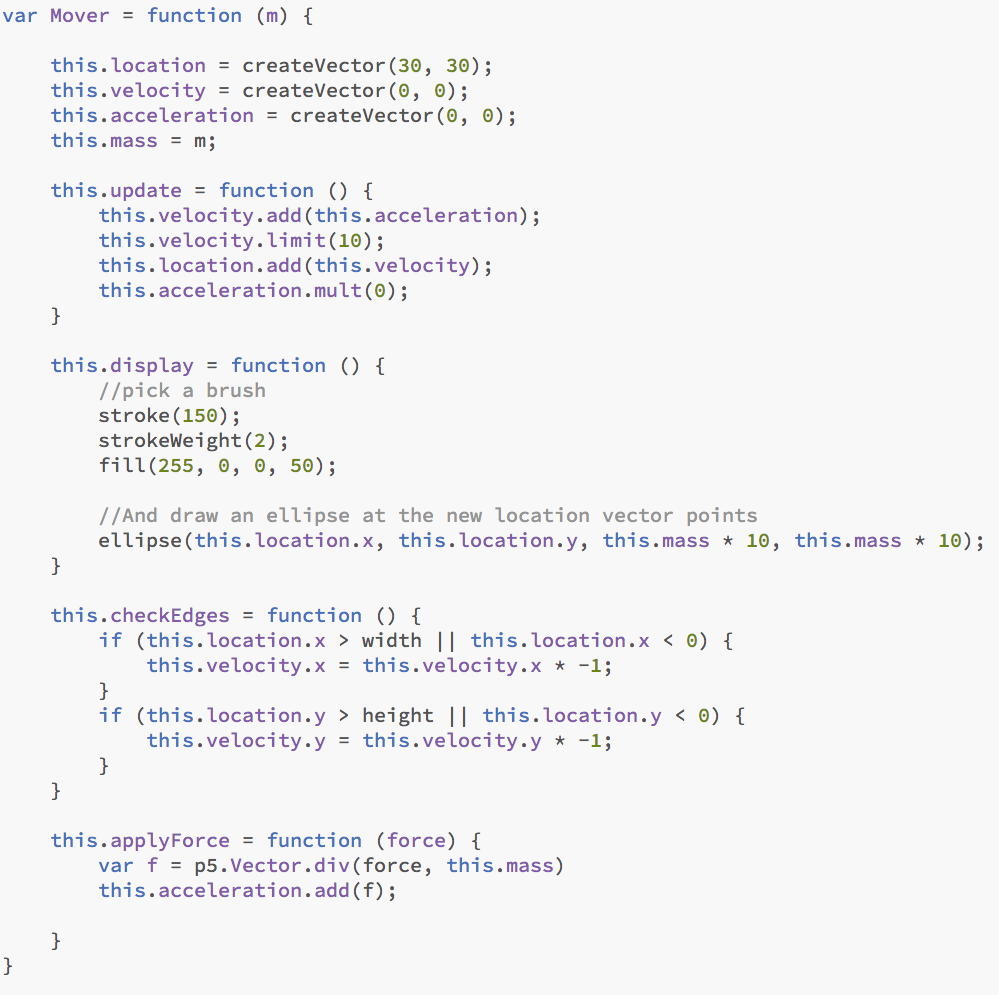 var Mover = function (m) {
    this.location = createVector(30, 30);
    this.velocity = createVector(0, 0);
    this.acceleration = createVector(0, 0);
    this.mass = m;
    this.update = function () {
        this.velocity.add(this.acceleration);
        this.velocity.limit(10);
        this.location.add(this.velocity);
        this.acceleration.mult(0);
    }
    this.display = function () {
        //pick a brush
        stroke(150);
        strokeWeight(2);
        fill(255, 0, 0, 50);
        //And draw an ellipse at the new location vector points
        ellipse(this.location.x, this.location.y, this.mass * 10, this.mass * 10);
    }
    this.checkEdges = function () {
        if (this.location.x > width || this.location.x < 0) {
            this.velocity.x = this.velocity.x * -1;
        }
        if (this.location.y > height || this.location.y < 0) {
            this.velocity.y = this.velocity.y * -1;
        }
    }
    this.applyForce = function (force) {
        var f = p5.Vector.div(force, this.mass)
        this.acceleration.add(f);
    }
}